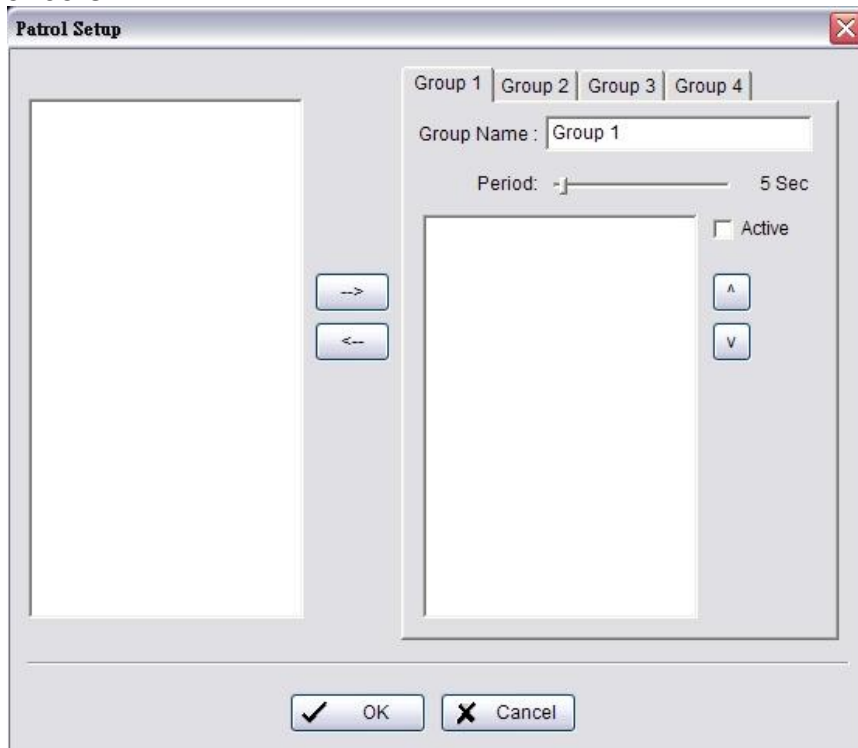 Patrol Setup
Group 1 Group 2 Group 3 Group 4
Group Name : Group 1
Period: 5 Sec
Active
-->
^
<--
v
OK Cancel